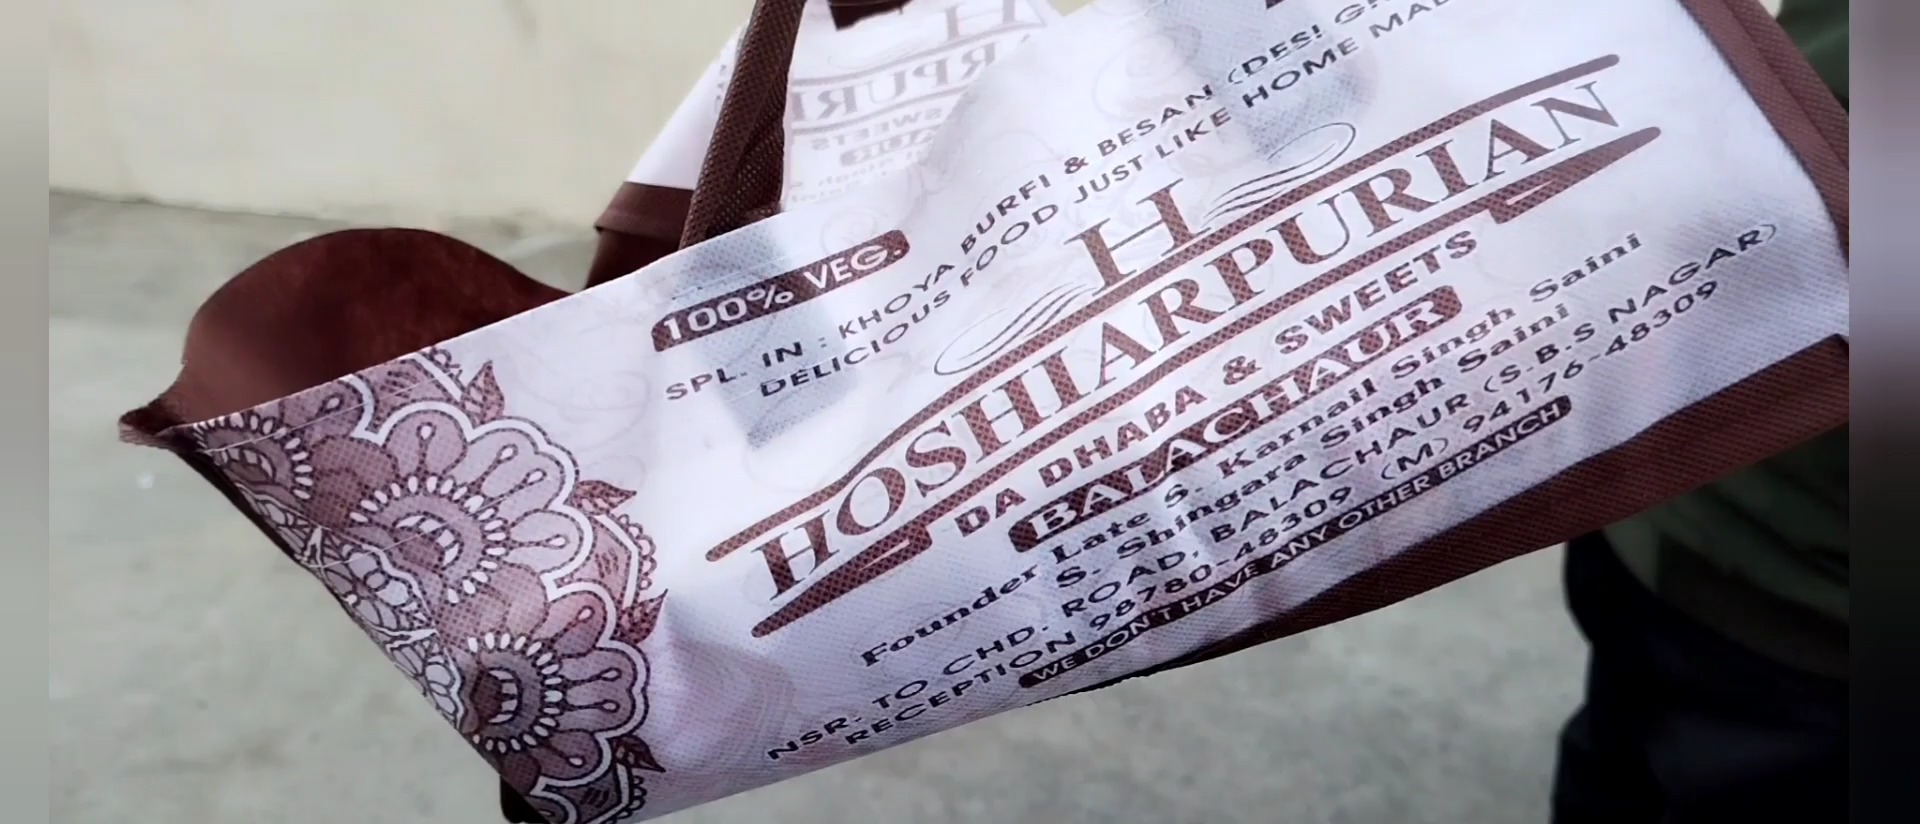 100% VEG.
SPL. IN : KHOYA BURFI & BESAN (DESI
DELICIOUS FOOD JUST LIKE HOME
H
HOSHIARPURIAN
DA DHABA & SWEETS
BALACHAUR
Founder Late S. Karnail Singh Saini
S. Shingara Singh Saini
NSR. TO CHD. ROAD, BALACHAUR (S.B.S NAGAR)
RECEPTION 98780-48309 (M) 94176-48309
WE DON'T HAVE ANY OTHER BRANCH